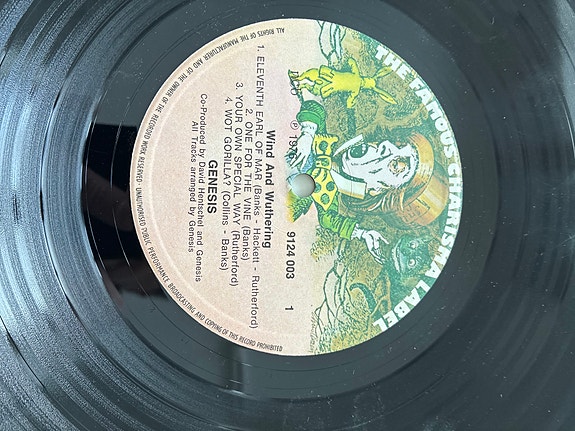 THE FAMOUS CHARISMA LABEL
9124 003
1
Wind And Wuthering
1. ELEVENTH EARL OF MAR (Banks - Hackett - Rutherford)
2. ONE FOR THE VINE (Banks)
3. YOUR OWN SPECIAL WAY (Rutherford)
4. WOT GORILLA? (Collins - Banks)
GENESIS
Co-Produced by David Hentschel and Genesis
All Tracks arranged by Genesis
ALL RIGHTS OF THE MANUFACTURER AND OF THE OWNER OF THE RECORDED WORK RESERVED · UNAUTHORISED PUBLIC PERFORMANCE, BROADCASTING AND COPYING OF THIS RECORD PROHIBITED